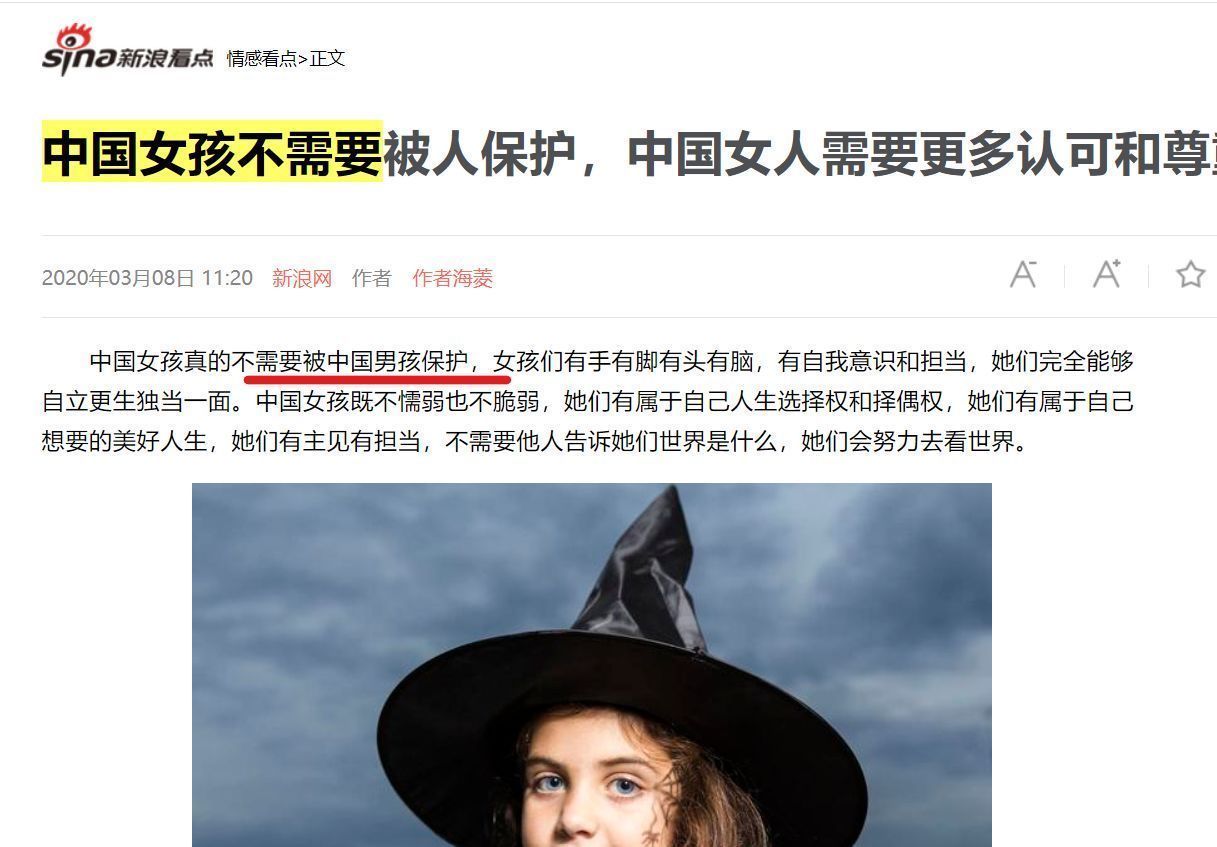 sina新浪看点 情感看点>正文
中国女孩不需要被人保护，中国女人需要更多认可和尊
2020年03月08日 11:20 新浪网 作者 作者海菱
A- A+
中国女孩真的不需要被中国男孩保护，女孩们有手有脚有头有脑，有自我意识和担当，她们完全能够
自立更生独当一面。中国女孩既不懦弱也不脆弱，她们有属于自己人生选择权和择偶权，她们有属于自己
想要的美好人生，她们有主见有担当，不需要他人告诉她们世界是什么，她们会努力去看世界。